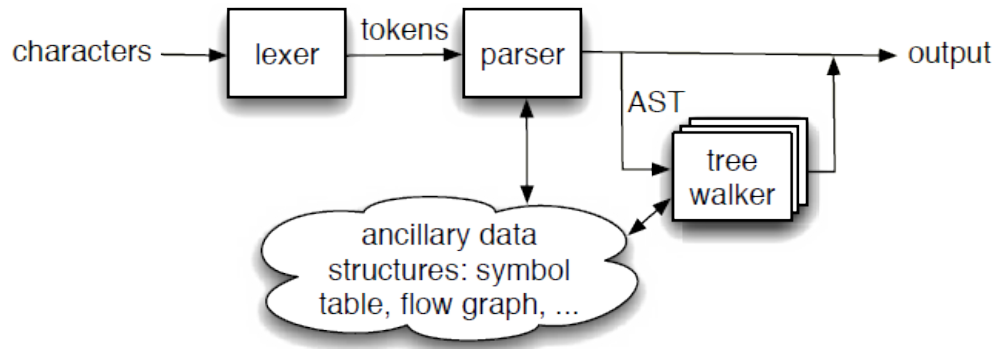 characters
lexer
tokens
parser
output
AST
tree
walker
ancillary data
structures: symbol
table, flow graph, ...